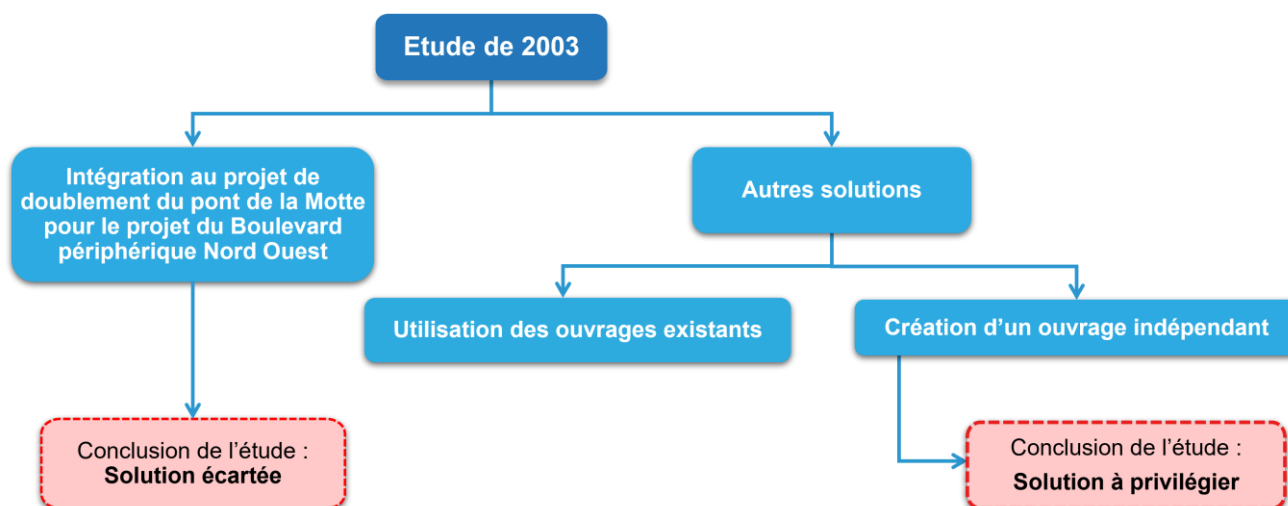 Etude de 2003
Intégration au projet de
doublement du pont de la Motte
pour le projet du Boulevard
périphérique Nord Ouest
Autres solutions
Utilisation des ouvrages existants
Création d’un ouvrage indépendant
Conclusion de l’étude :
Solution écartée
Conclusion de l’étude :
Solution à privilégier